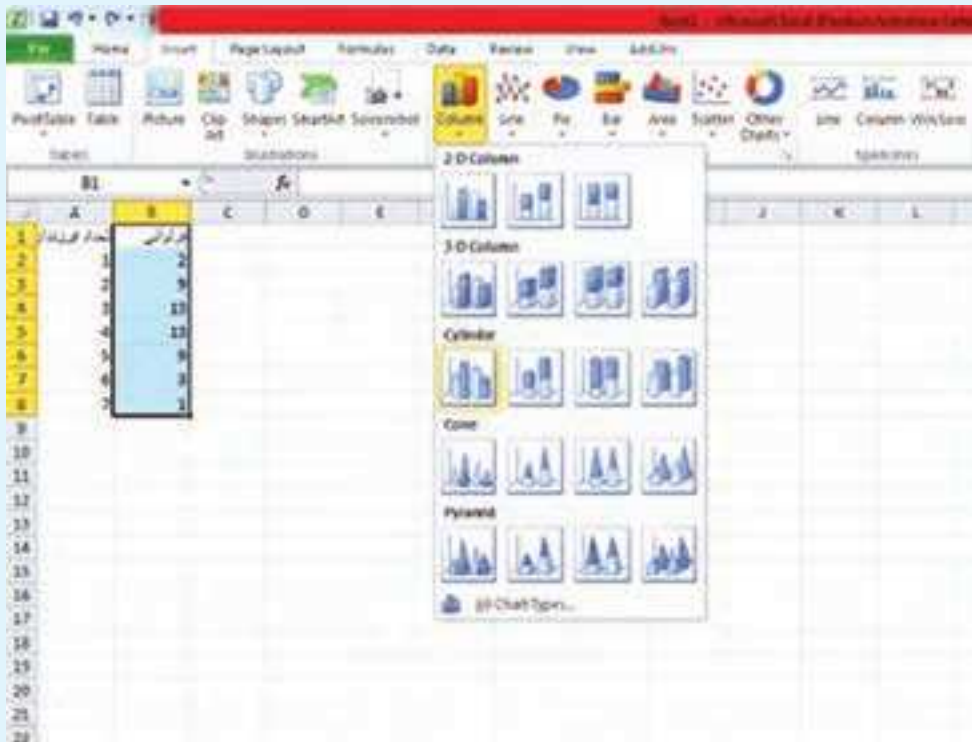 File Home Insert Page Layout Formulas Data Review View Add-Ins
PivotTable Table Picture Clip Art Shapes SmartArt Screenshot Column Line Pie Bar Area Scatter Other Charts Line Column Win/Loss
Tables Illustrations Sparklines
B1 fx
A B C D E J K L
1 تعداد فرزندان فراوانی
2 1 2
3 2 9
4 3 13
5 4 13
6 5 9
7 6 3
8 7 1
9
10
11
12
13
14
15
16
17
18
19
20
21
22
2-D Column
3-D Column
Cylinder
Cone
Pyramid
All Chart Types...